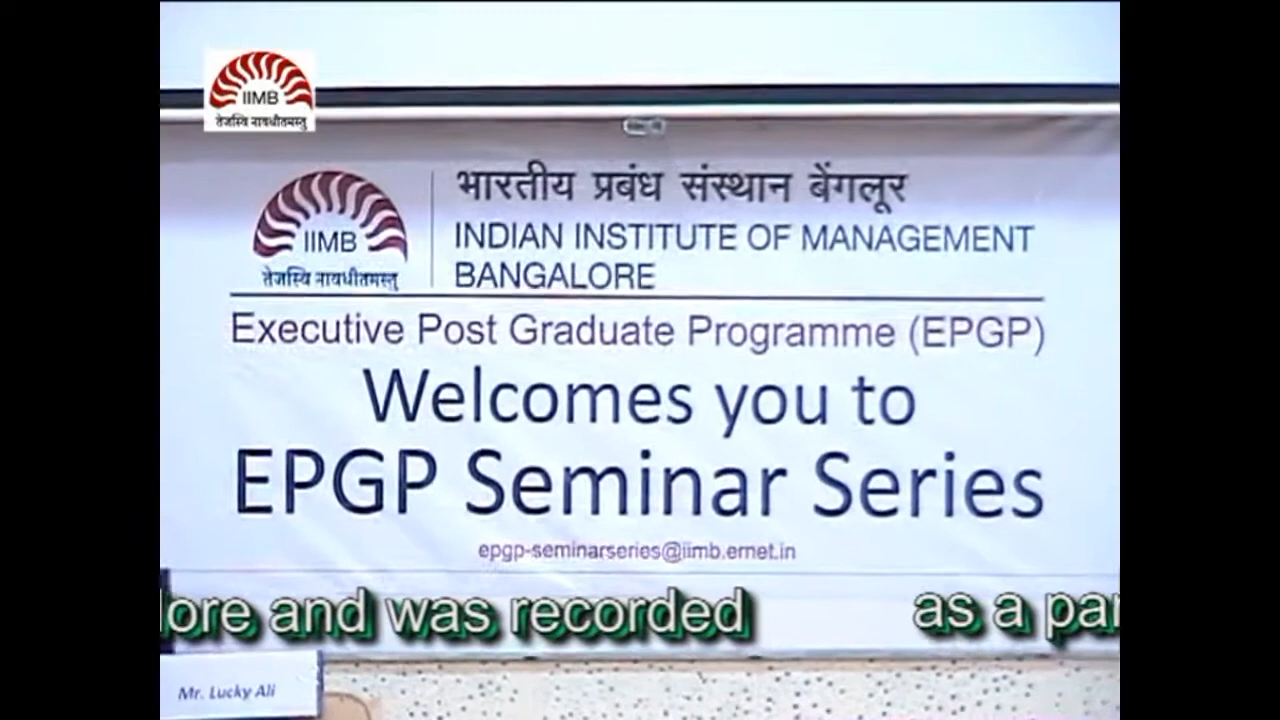 IIMB
तेजस्वि नावधीतमस्तु
भारतीय प्रबंध संस्थान बेंगलूर
IIMB
INDIAN INSTITUTE OF MANAGEMENT
BANGALORE
तेजस्वि नावधीतमस्तु
Executive Post Graduate Programme (EPGP)
Welcomes you to
EPGP Seminar Series
epgp-seminarseries@iimb.ernet.in
lore and was recorded as a par
Mr. Lucky Ali